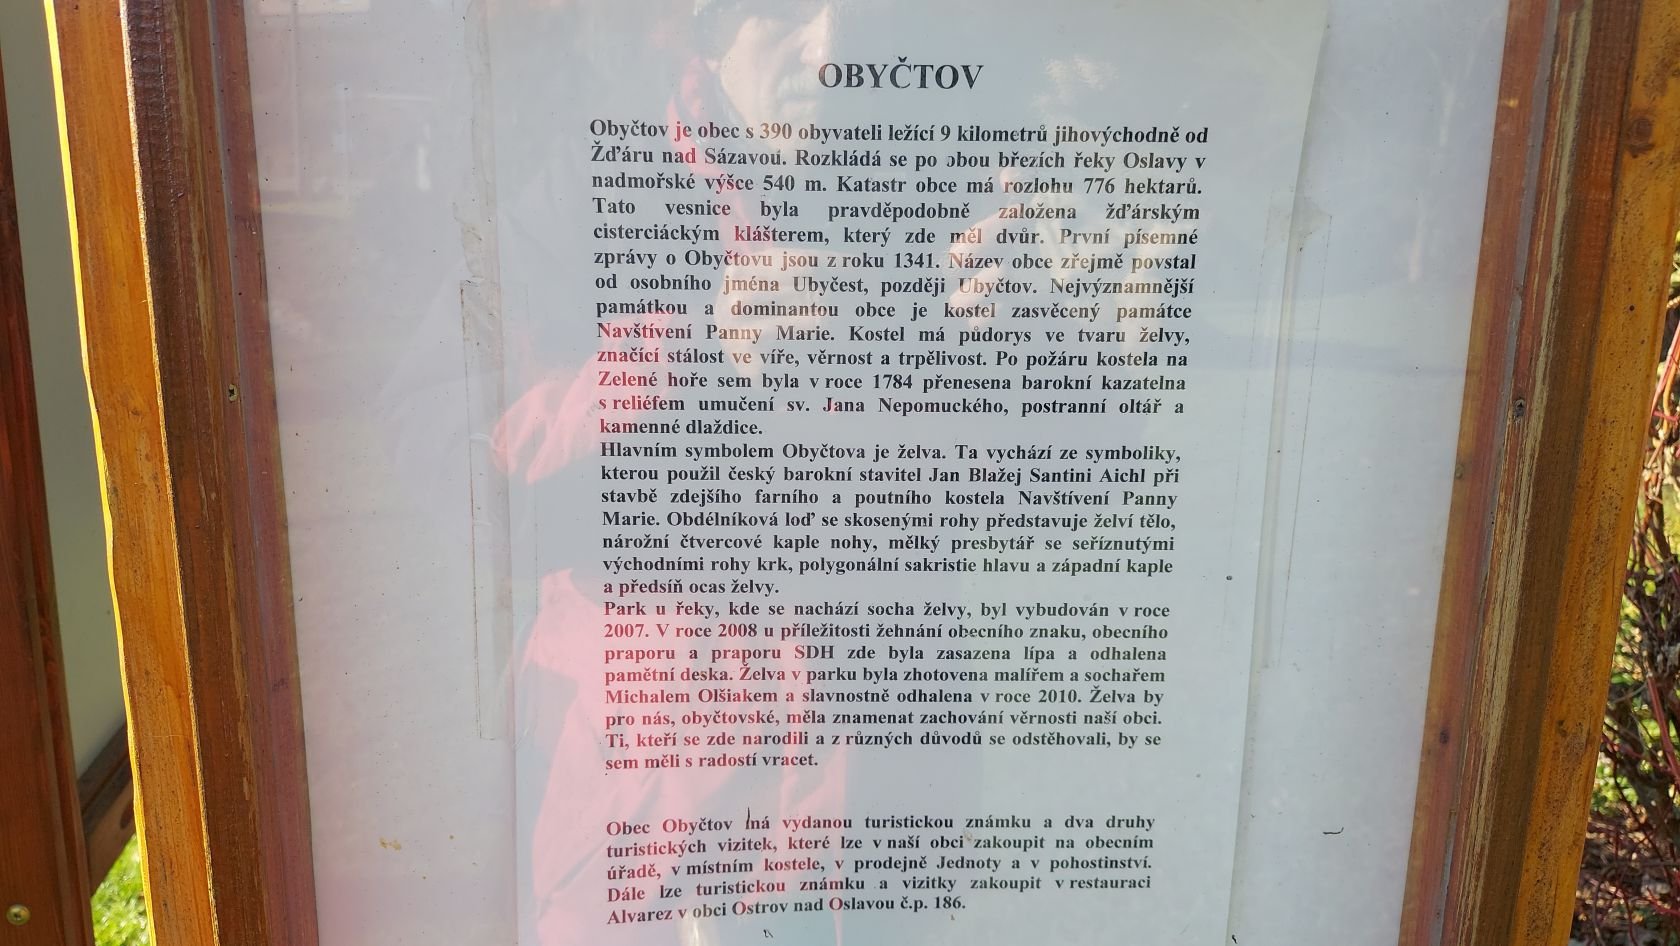 OBYČTOV
Obyčtov je obec s 390 obyvateli ležící 9 kilometrů jihovýchodně od
Žďáru nad Sázavou. Rozkládá se po obou březích řeky Oslavy v
nadmořské výšce 540 m. Katastr obce má rozlohu 776 hektarů.
Tato vesnice byla pravděpodobně založena žďárským
cisterciáckým klášterem, který zde měl dvůr. První písemné
zprávy o Obyčtovu jsou z roku 1341. Název obce zřejmě povstal
od osobního jména Ubyčest, později Ubyčtov. Nejvýznamnější
památkou a dominantou obce je kostel zasvěcený památce
Navštívení Panny Marie. Kostel má půdorys ve tvaru želvy,
značící stálost ve víře, věrnost a trpělivost. Po požáru kostela na
Zelené hoře sem byla v roce 1784 přenesena barokní kazatelna
s reliéfem umučení sv. Jana Nepomuckého, postranní oltář a
kamenné dlaždice.
Hlavním symbolem Obyčtova je želva. Ta vychází ze symboliky,
kterou použil český barokní stavitel Jan Blažej Santini Aichl při
stavbě zdejšího farního a poutního kostela Navštívení Panny
Marie. Obdélníková loď se skosenými rohy představuje želví tělo,
nárožní čtvercové kaple nohy, mělký presbytář se seříznutými
východními rohy krk, polygonální sakristie hlavu a západní kaple
a předsíň ocas želvy.
Park u řeky, kde se nachází socha želvy, byl vybudován v roce
2007. V roce 2008 u příležitosti žehnání obecního znaku, obecního
praporu a praporu SDH zde byla zasazena lípa a odhalena
pamětní deska. Želva v parku byla zhotovena malířem a sochařem
Michalem Olšiakem a slavnostně odhalena v roce 2010. Želva by
pro nás, obyčtovské, měla znamenat zachování věrnosti naší obci.
Ti, kteří se zde narodili a z různých důvodů se odstěhovali, by se
sem měli s radostí vracet.
Obec Obyčtov má vydanou turistickou známku a dva druhy
turistických vizitek, které lze v naší obci zakoupit na obecním
úřadě, v místním kostele, v prodejně Jednoty a v pohostinství.
Dále lze turistickou známku a vizitky zakoupit v restauraci
Alvarez v obci Ostrov nad Oslavou č.p. 186.